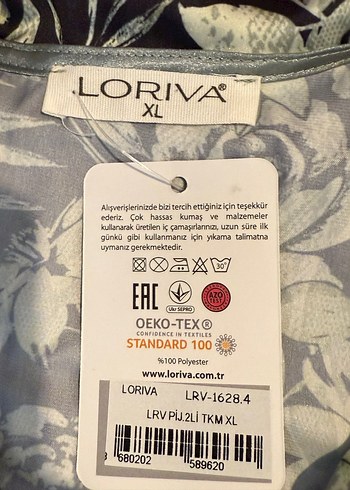 LORIVA®
XL
Alışverişlerinizde bizi tercih ettiğiniz için teşekkür
ederiz. Çok hassas kumaş ve malzemeler
kullanarak üretilen iç çamaşırlarınızı, uzun süre ilk
günkü gibi kullanmanız için yıkama talimatna
uymanız gerekmektedir.
30°
EAC
Ukr SEPRO
AZO
TEST
OEKO-TEX®
CONFIDENCE IN TEXTILES
STANDARD 100
%100 Polyester
www.loriva.com.tr
LORIVA LRV-1628.4
LRV PİJ.2Lİ TKM XL
8 680202 589620